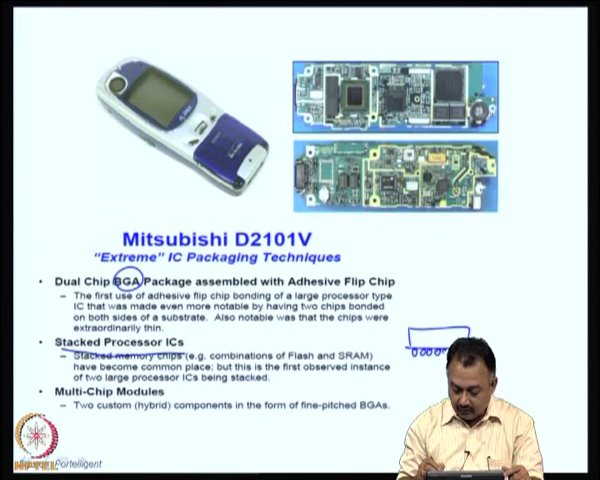 Mitsubishi D2101V
“Extreme” IC Packaging Techniques
• Dual Chip BGA Package assembled with Adhesive Flip Chip
– The first use of adhesive flip chip bonding of a large processor type
IC that was made even more notable by having two chips bonded
on both sides of a substrate. Also notable was that the chips were
extraordinarily thin.
• Stacked Processor ICs
– Stacked memory chips (e.g. combinations of Flash and SRAM)
have become common place; but this is the first observed instance
of two large processor ICs being stacked.
• Multi-Chip Modules
– Two custom (hybrid) components in the form of fine-pitched BGAs.
Portelligent
NPTEL